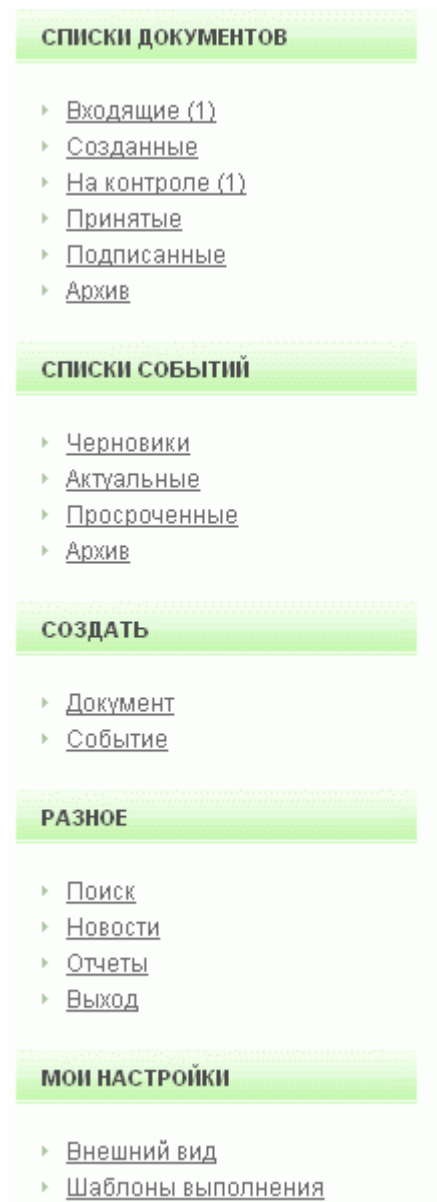 СПИСКИ ДОКУМЕНТОВ
Входящие (1)
Созданные
На контроле (1)
Принятые
Подписанные
Архив
СПИСКИ СОБЫТИЙ
Черновики
Актуальные
Просроченные
Архив
СОЗДАТЬ
Документ
Событие
РАЗНОЕ
Поиск
Новости
Отчеты
Выход
МОИ НАСТРОЙКИ
Внешний вид
Шаблоны выполнения